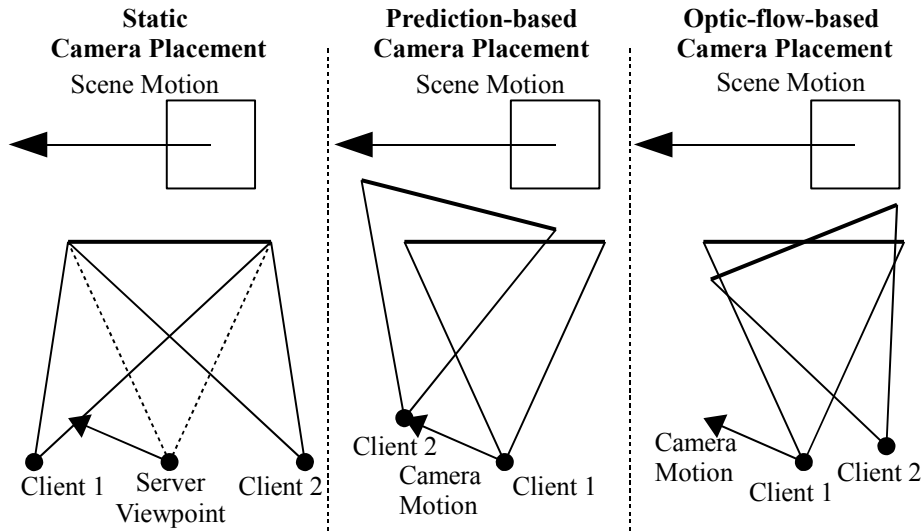 Static
Camera Placement
Scene Motion
Client 1
Server
Viewpoint
Client 2
Prediction-based
Camera Placement
Scene Motion
Client 2
Camera
Motion
Client 1
Optic-flow-based
Camera Placement
Scene Motion
Camera
Motion
Client 1
Client 2